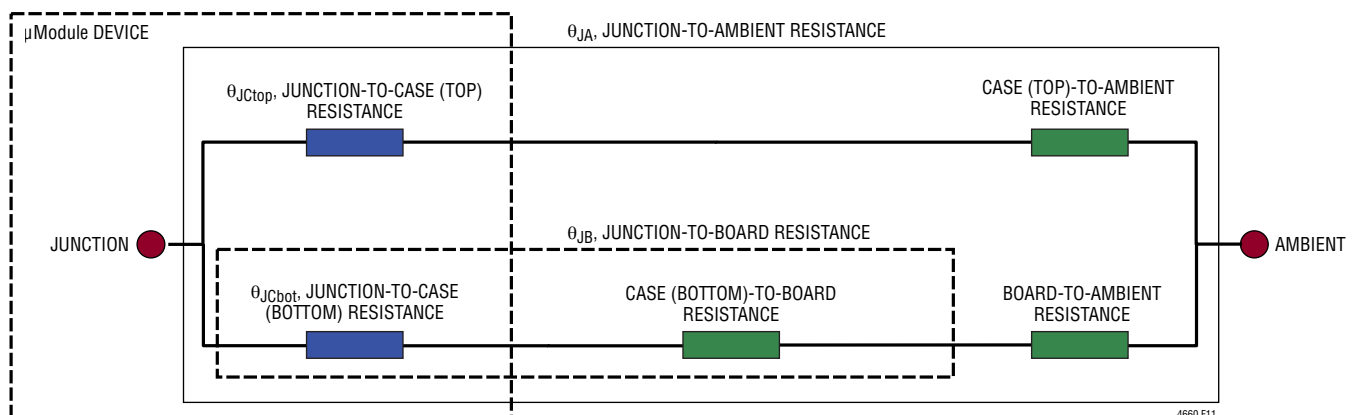 µModule DEVICE
θJA, JUNCTION-TO-AMBIENT RESISTANCE
θJCtop, JUNCTION-TO-CASE (TOP)
RESISTANCE
CASE (TOP)-TO-AMBIENT
RESISTANCE
JUNCTION
θJB, JUNCTION-TO-BOARD RESISTANCE
AMBIENT
θJCbot, JUNCTION-TO-CASE
(BOTTOM) RESISTANCE
CASE (BOTTOM)-TO-BOARD
RESISTANCE
BOARD-TO-AMBIENT
RESISTANCE
4660 F11